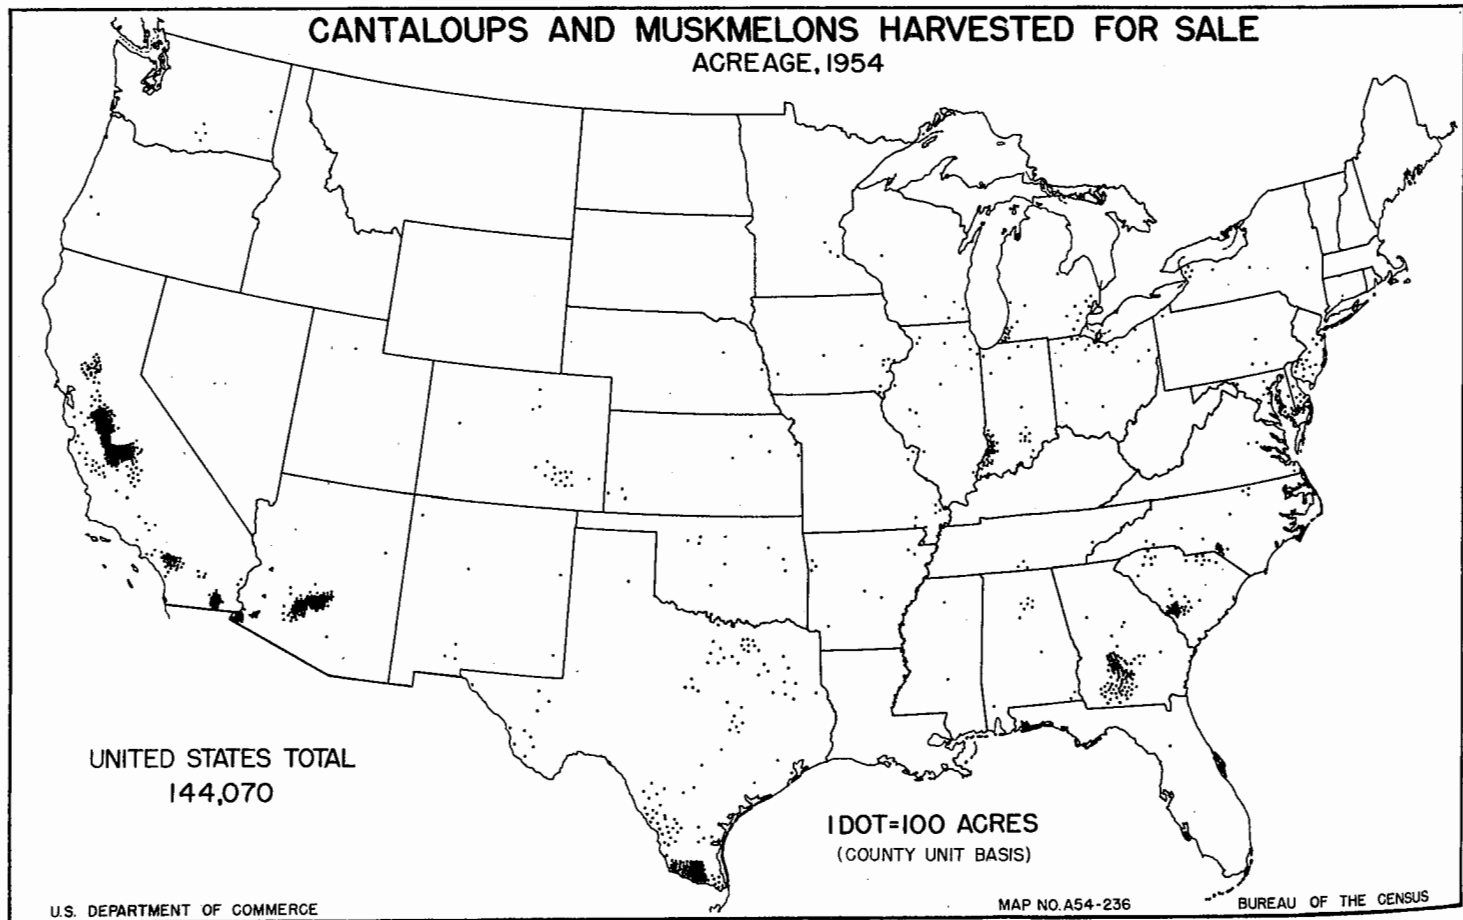 CANTALOUPS AND MUSKMELONS HARVESTED FOR SALE
ACREAGE, 1954
UNITED STATES TOTAL
144,070
1 DOT=100 ACRES
(COUNTY UNIT BASIS)
U.S. DEPARTMENT OF COMMERCE
MAP NO. A54-236
BUREAU OF THE CENSUS